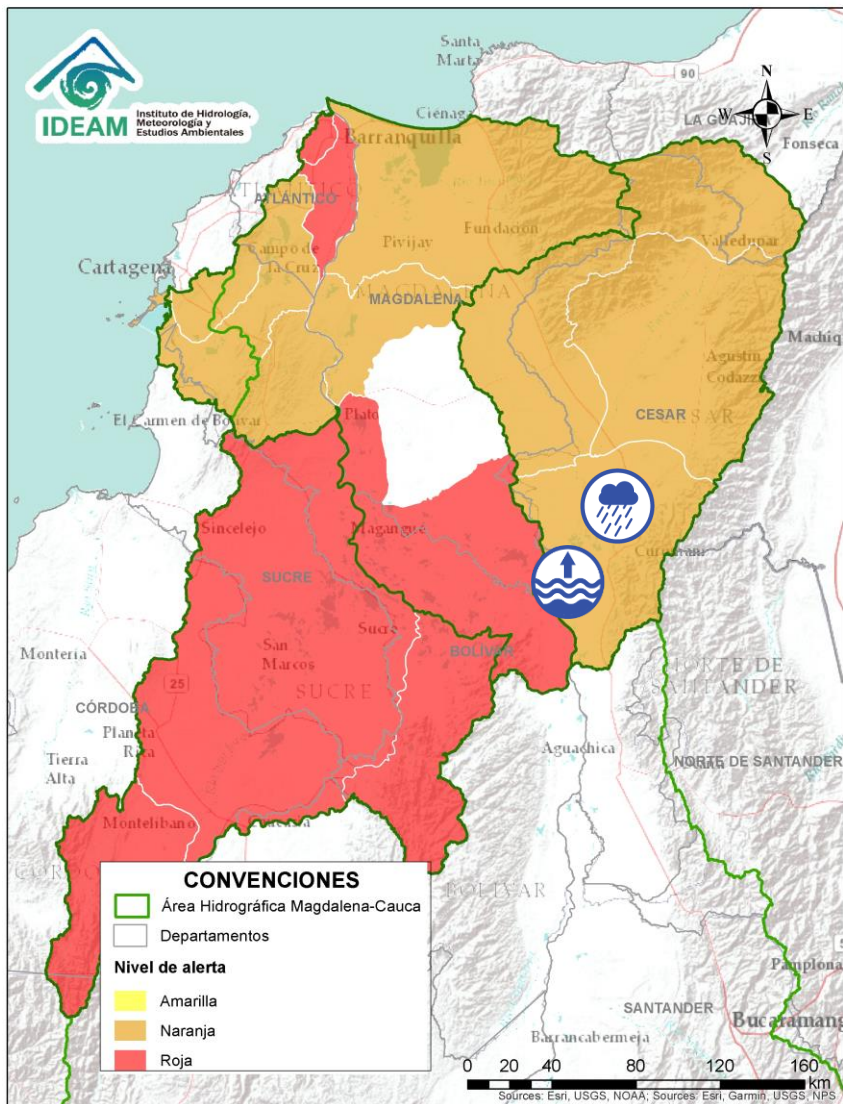 IDEAM
Instituto de Hidrología,
Meteorología y
Estudios Ambientales
N
W
E
S
Santa
Marta
90
LA GUAJIRA
Ciénaga
Fonseca
Barranquilla
ATLÁNTICO
Campo de
la Cruz
Pivijay
Fundación
Valledupar
Cartagena
MAGDALENA
Agustín
Codazzi
El Carmen de Bolívar
Plato
CESAR
Sincelejo
Magangué
SUCRE
Sucre
San
Marcos
SUCRE
BOLÍVAR
Montería
25
CÓRDOBA
Planeta
Rica
Tierra
Alta
NORTE DE
SANTANDER
Aguachica
NORTE DE SANTANDER
Montelíbano
BOLÍVAR
SANTANDER
Pamplona
Barrancabermeja
CONVENCIONES
Área Hidrográfica Magdalena-Cauca
Departamentos
Nivel de alerta
Amarilla
Naranja
Roja
0 20 40 80 120 160
km
Sources: Esri, USGS, NOAA; Sources: Esri, Garmin, USGS, NPS